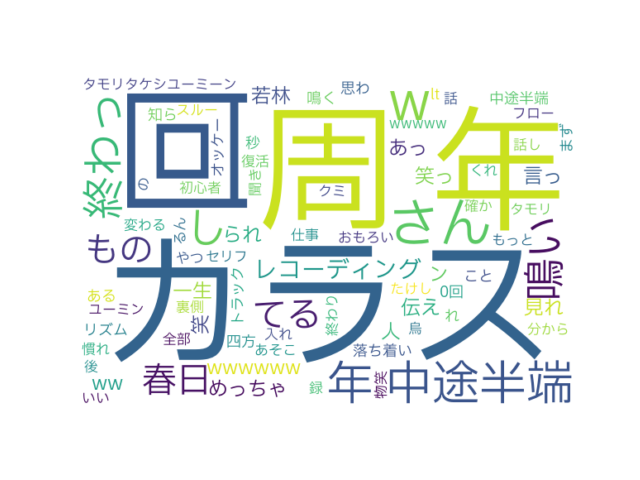 タモリタケシユーミーン
若林
鳴く
思わ
lt
話
中途半端
知ら
スルー
オッケー
秒
wwwww
フロー
まず
終わっ
回
周
年
w
復活
聞き
あっ
話し
の
初心者
クミ
笑っ
くれ
言っ
し
られ
さん
確か
タモリ
変わる
るん
仕事
おもろい
もっと
鳴い
もの
カラス
やつ
セリフ
レコーディング
ン
こと
ある
一生
トラック
てる
たけし
0回
ユーミン
裏側
笑
伝え
れ
見れ
リズム
全部
四方
入れ
終わり
人
烏
分から
慣れ
あそこ
落ち着い
後
ww
春日
wwwwww
年
中途半端
いい
めっちゃ
録
物笑